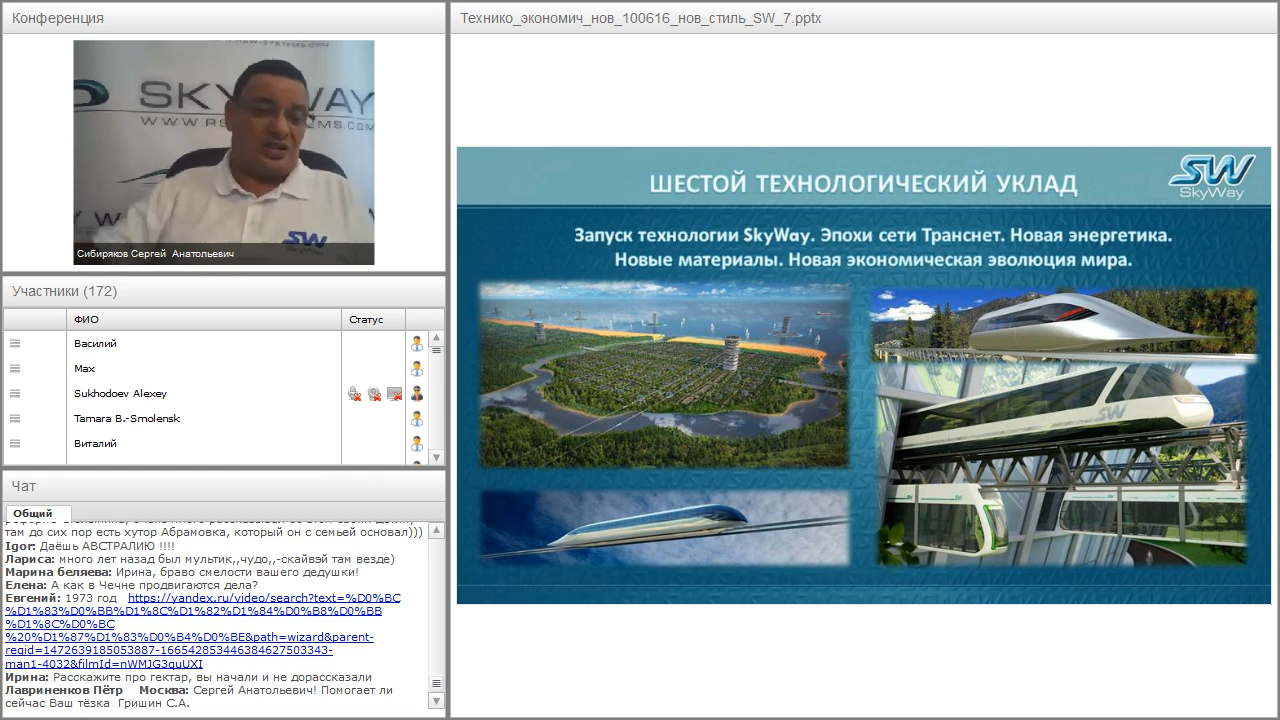 Конференция
SKYWAY
Сибиряков Сергей Анатольевич
Участники (172)
ФИО
Статус
Василий
Max
Sukhodoev Alexey
Tamara B.-Smolensk
Виталий
Чат
Общий
там до сих пор есть хутор Абрамовка, который он с семьей основал)))
Igor: Даёшь АВСТРАЛИЮ !!!!
Лариса: много лет назад был мультик,,чудо,,-скайвэй там везде)
Марина беляева: Ирина, браво смелости вашего дедушки!
Елена: А как в Чечне продвигаются дела?
Евгений: 1973 год https://yandex.ru/video/search?text=%D0%BC
%D1%83%D0%BB%D1%8C%D1%82%D1%84%D0%B8%D0%BB
%D1%8C%D0%BC
%20%D1%87%D1%83%D0%B4%D0%BE&path=wizard&parent-
reqid=1472639185053887-166542853446384627503343-
man1-4032&filmId=nWMJG3quUXI
Ирина: Расскажите про гектар, вы начали и не дорассказали
Лавриненков Пётр Москва: Сергей Анатольевич! Помогает ли
сейчас Ваш тёзка Гришин С.А.
Технико_экономич_нов_100616_нов_стиль_SW_7.pptx
ШЕСТОЙ ТЕХНОЛОГИЧЕСКИЙ УКЛАД
SW
SkyWay
Запуск технологии SkyWay. Эпохи сети Транснет. Новая энергетика.
Новые материалы. Новая экономическая эволюция мира.
SW